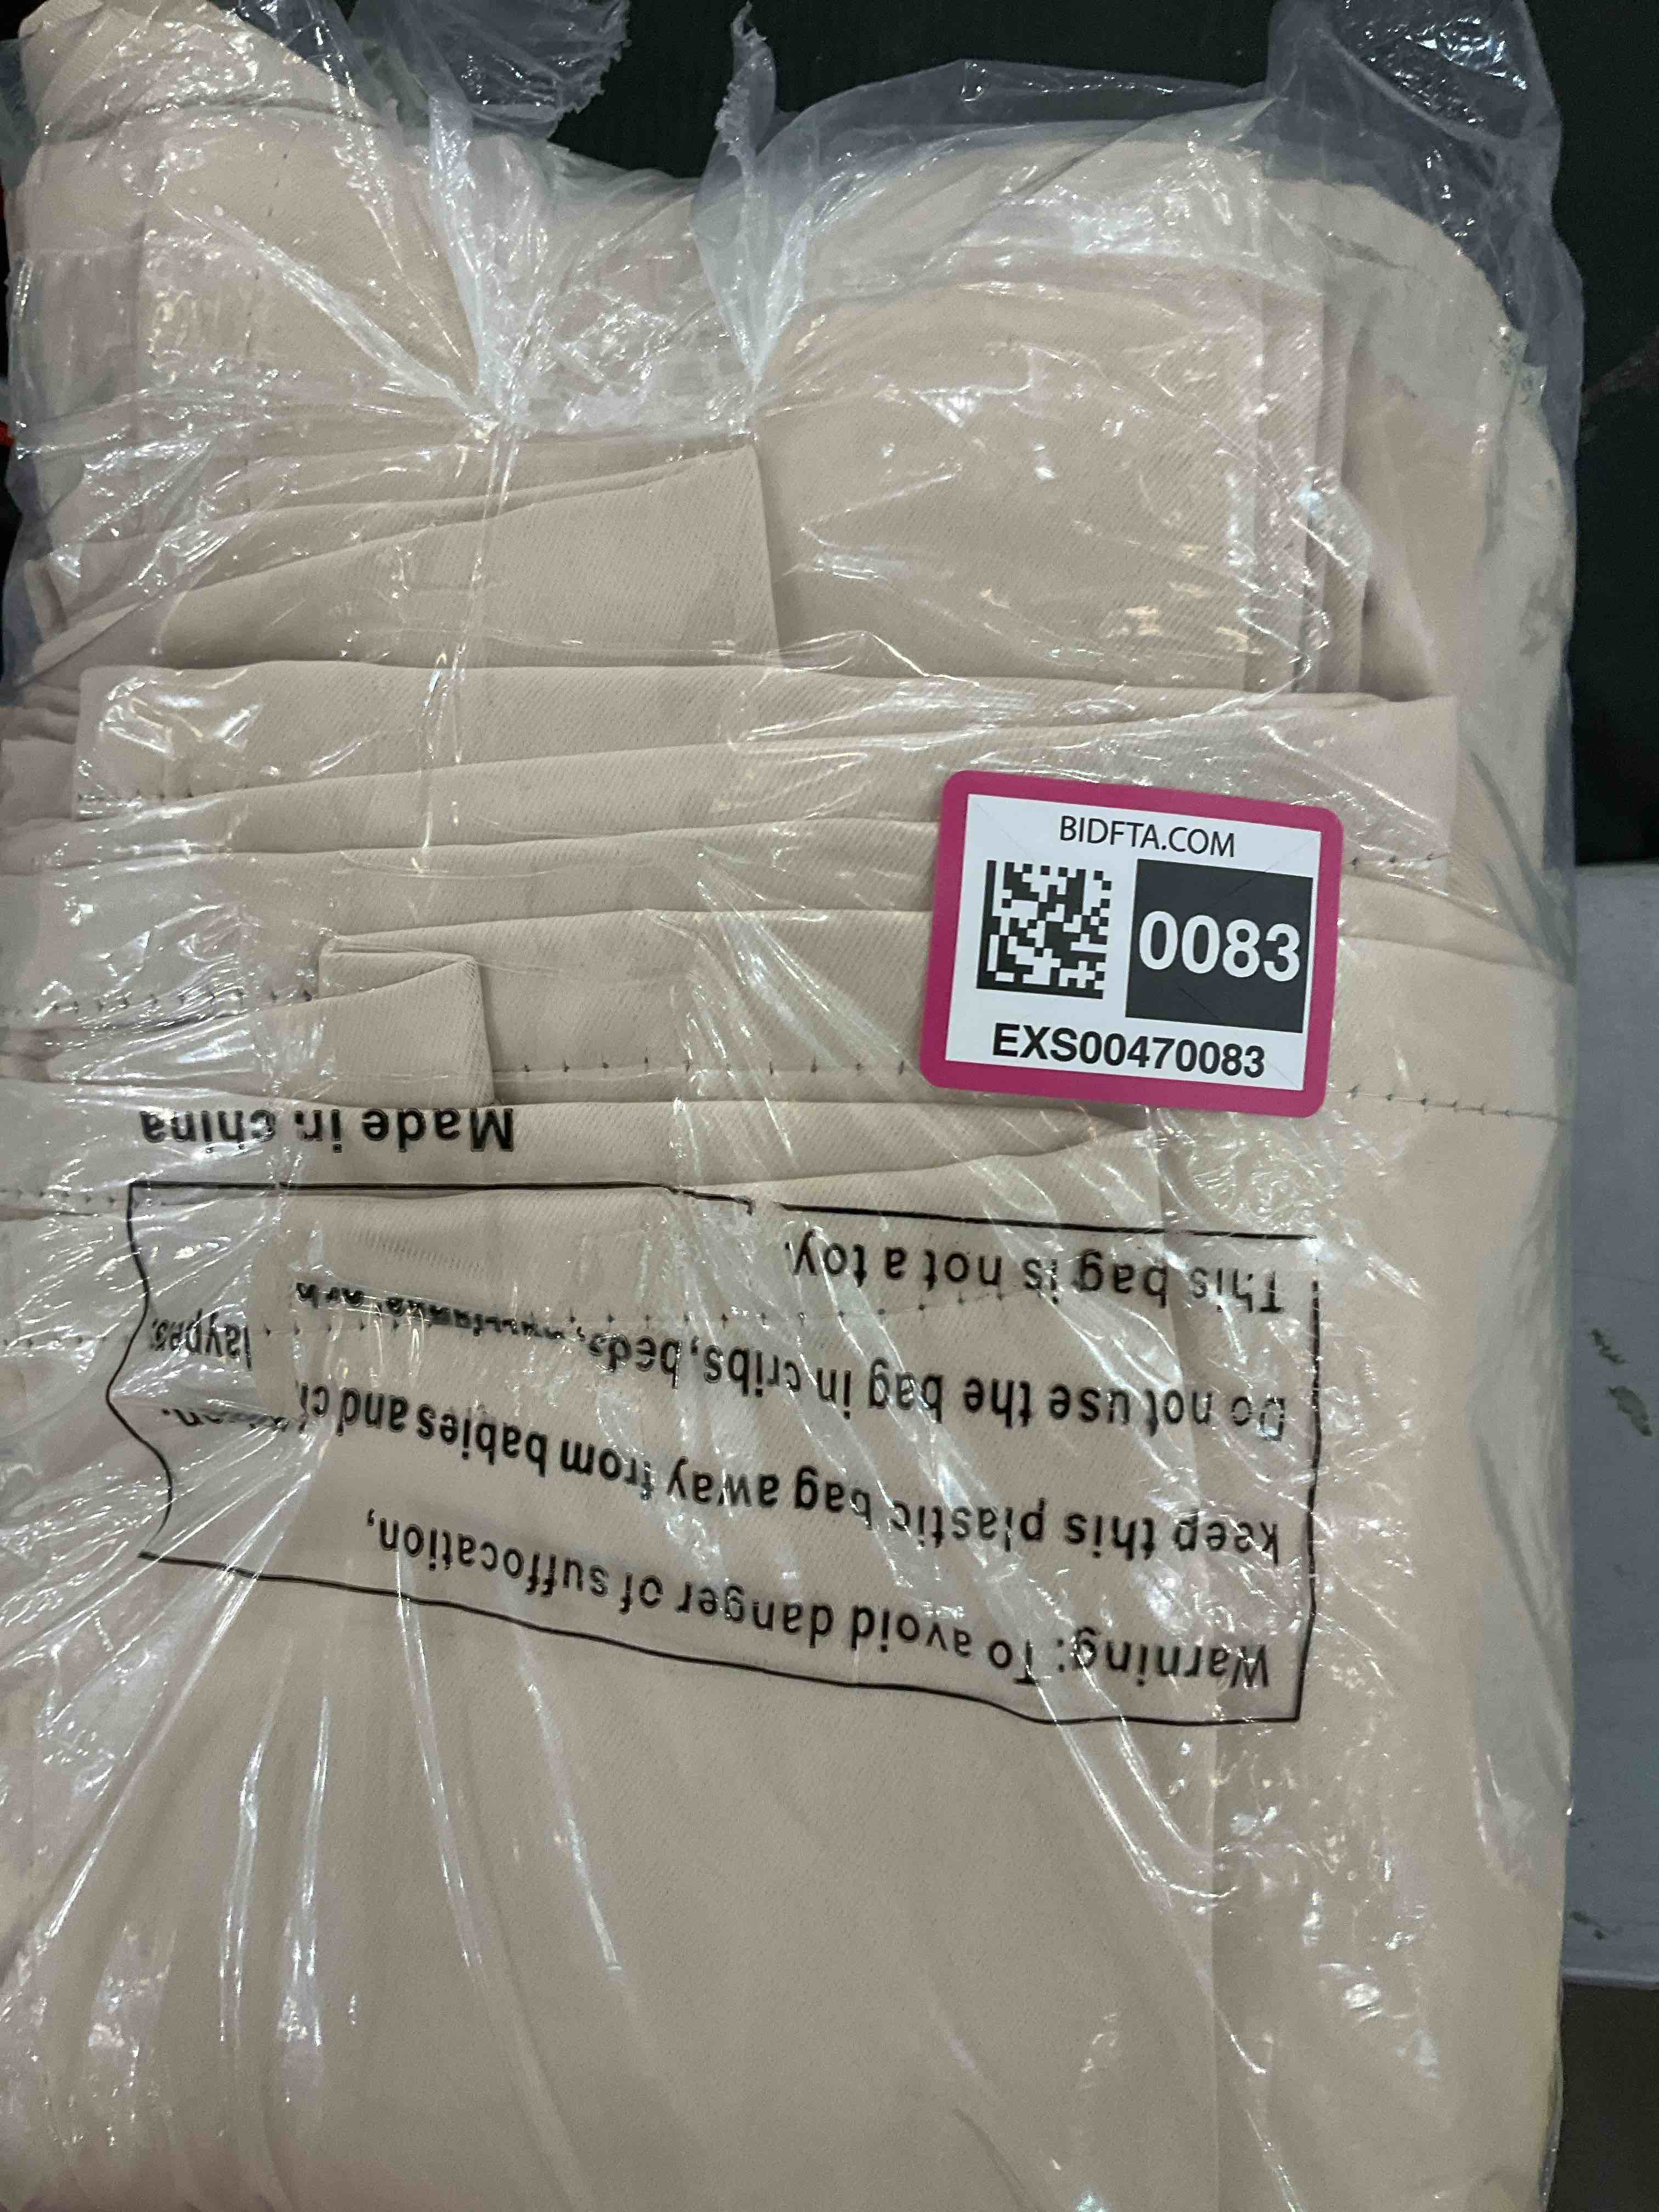 BIDFTA.COM
0083
EXS00470083
Warning: To avoid danger of suffocation,
keep this plastic bag away from babies and
Do not use the bag in cribs, beds,
This bag is not a toy.
Made in china